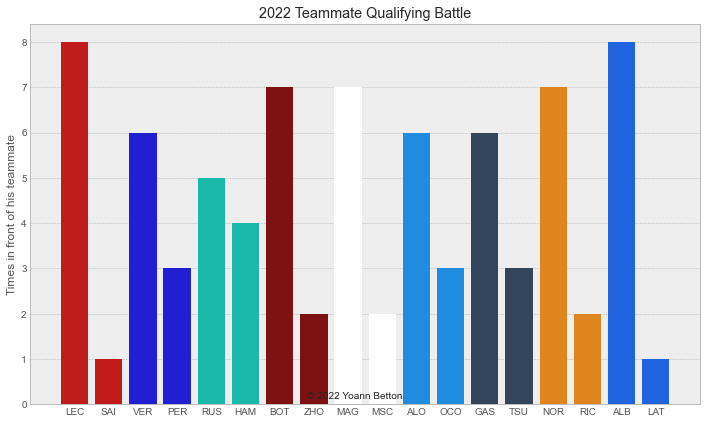 2022 Teammate Qualifying Battle
Times in front of his teammate
8
7
6
5
4
3
2
1
0
© 2022 Yoann Betton
LEC SAI VER PER RUS HAM BOT ZHO MAG MSC ALO OCO GAS TSU NOR RIC ALB LAT